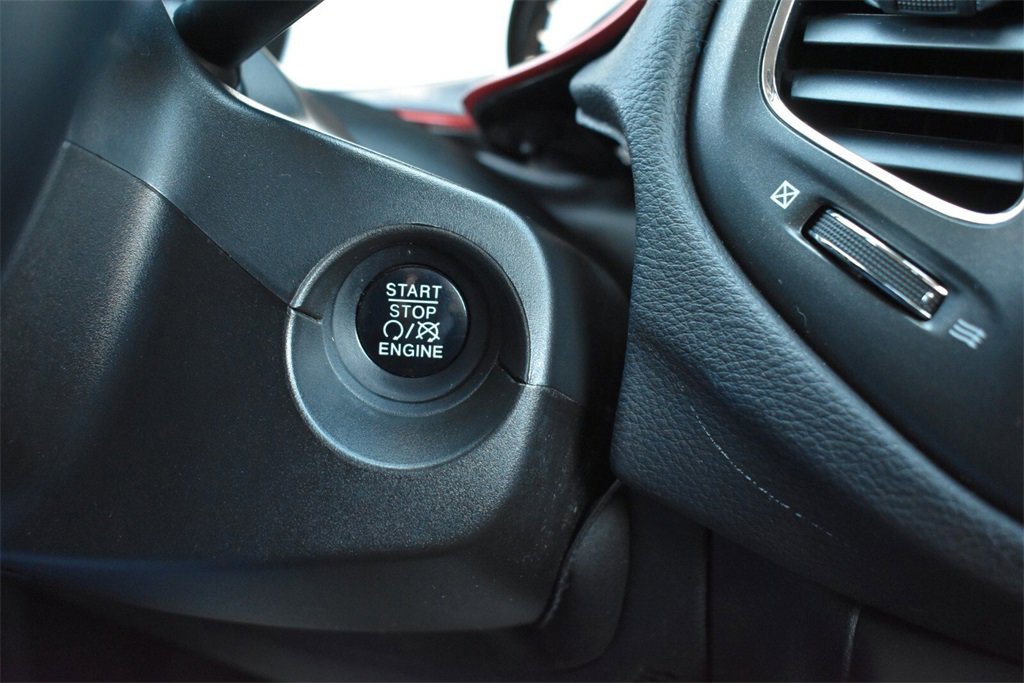 START
STOP
/
ENGINE